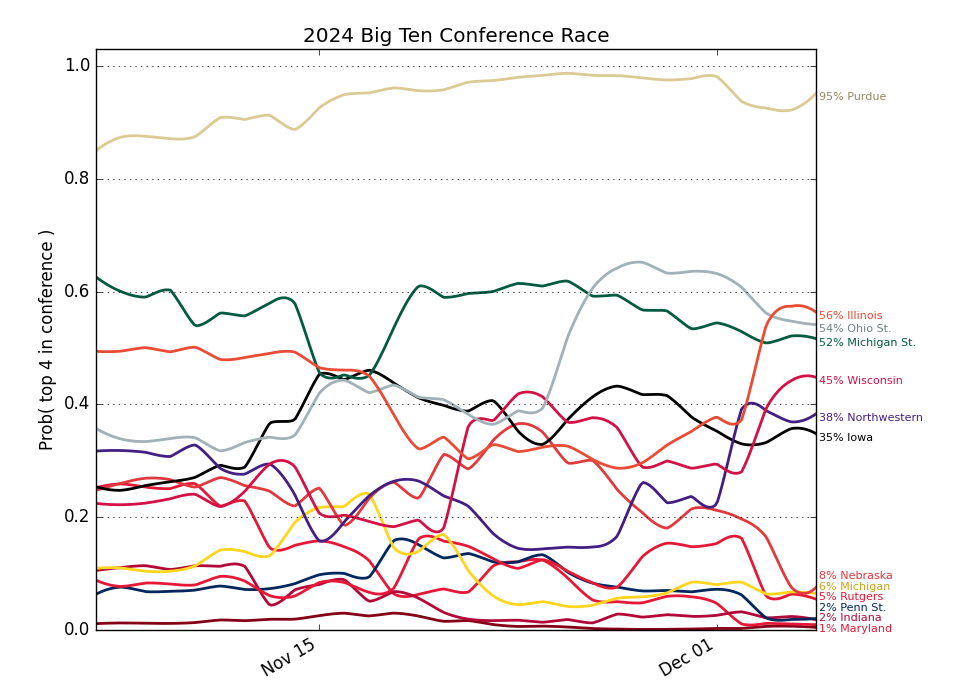 2024 Big Ten Conference Race
Prob( top 4 in conference )
1.0
0.8
0.6
0.4
0.2
0.0
Nov 15
Dec 01
95% Purdue
56% Illinois
54% Ohio St.
52% Michigan St.
45% Wisconsin
38% Northwestern
35% Iowa
8% Nebraska
6% Michigan
5% Rutgers
2% Penn St.
2% Indiana
1% Maryland